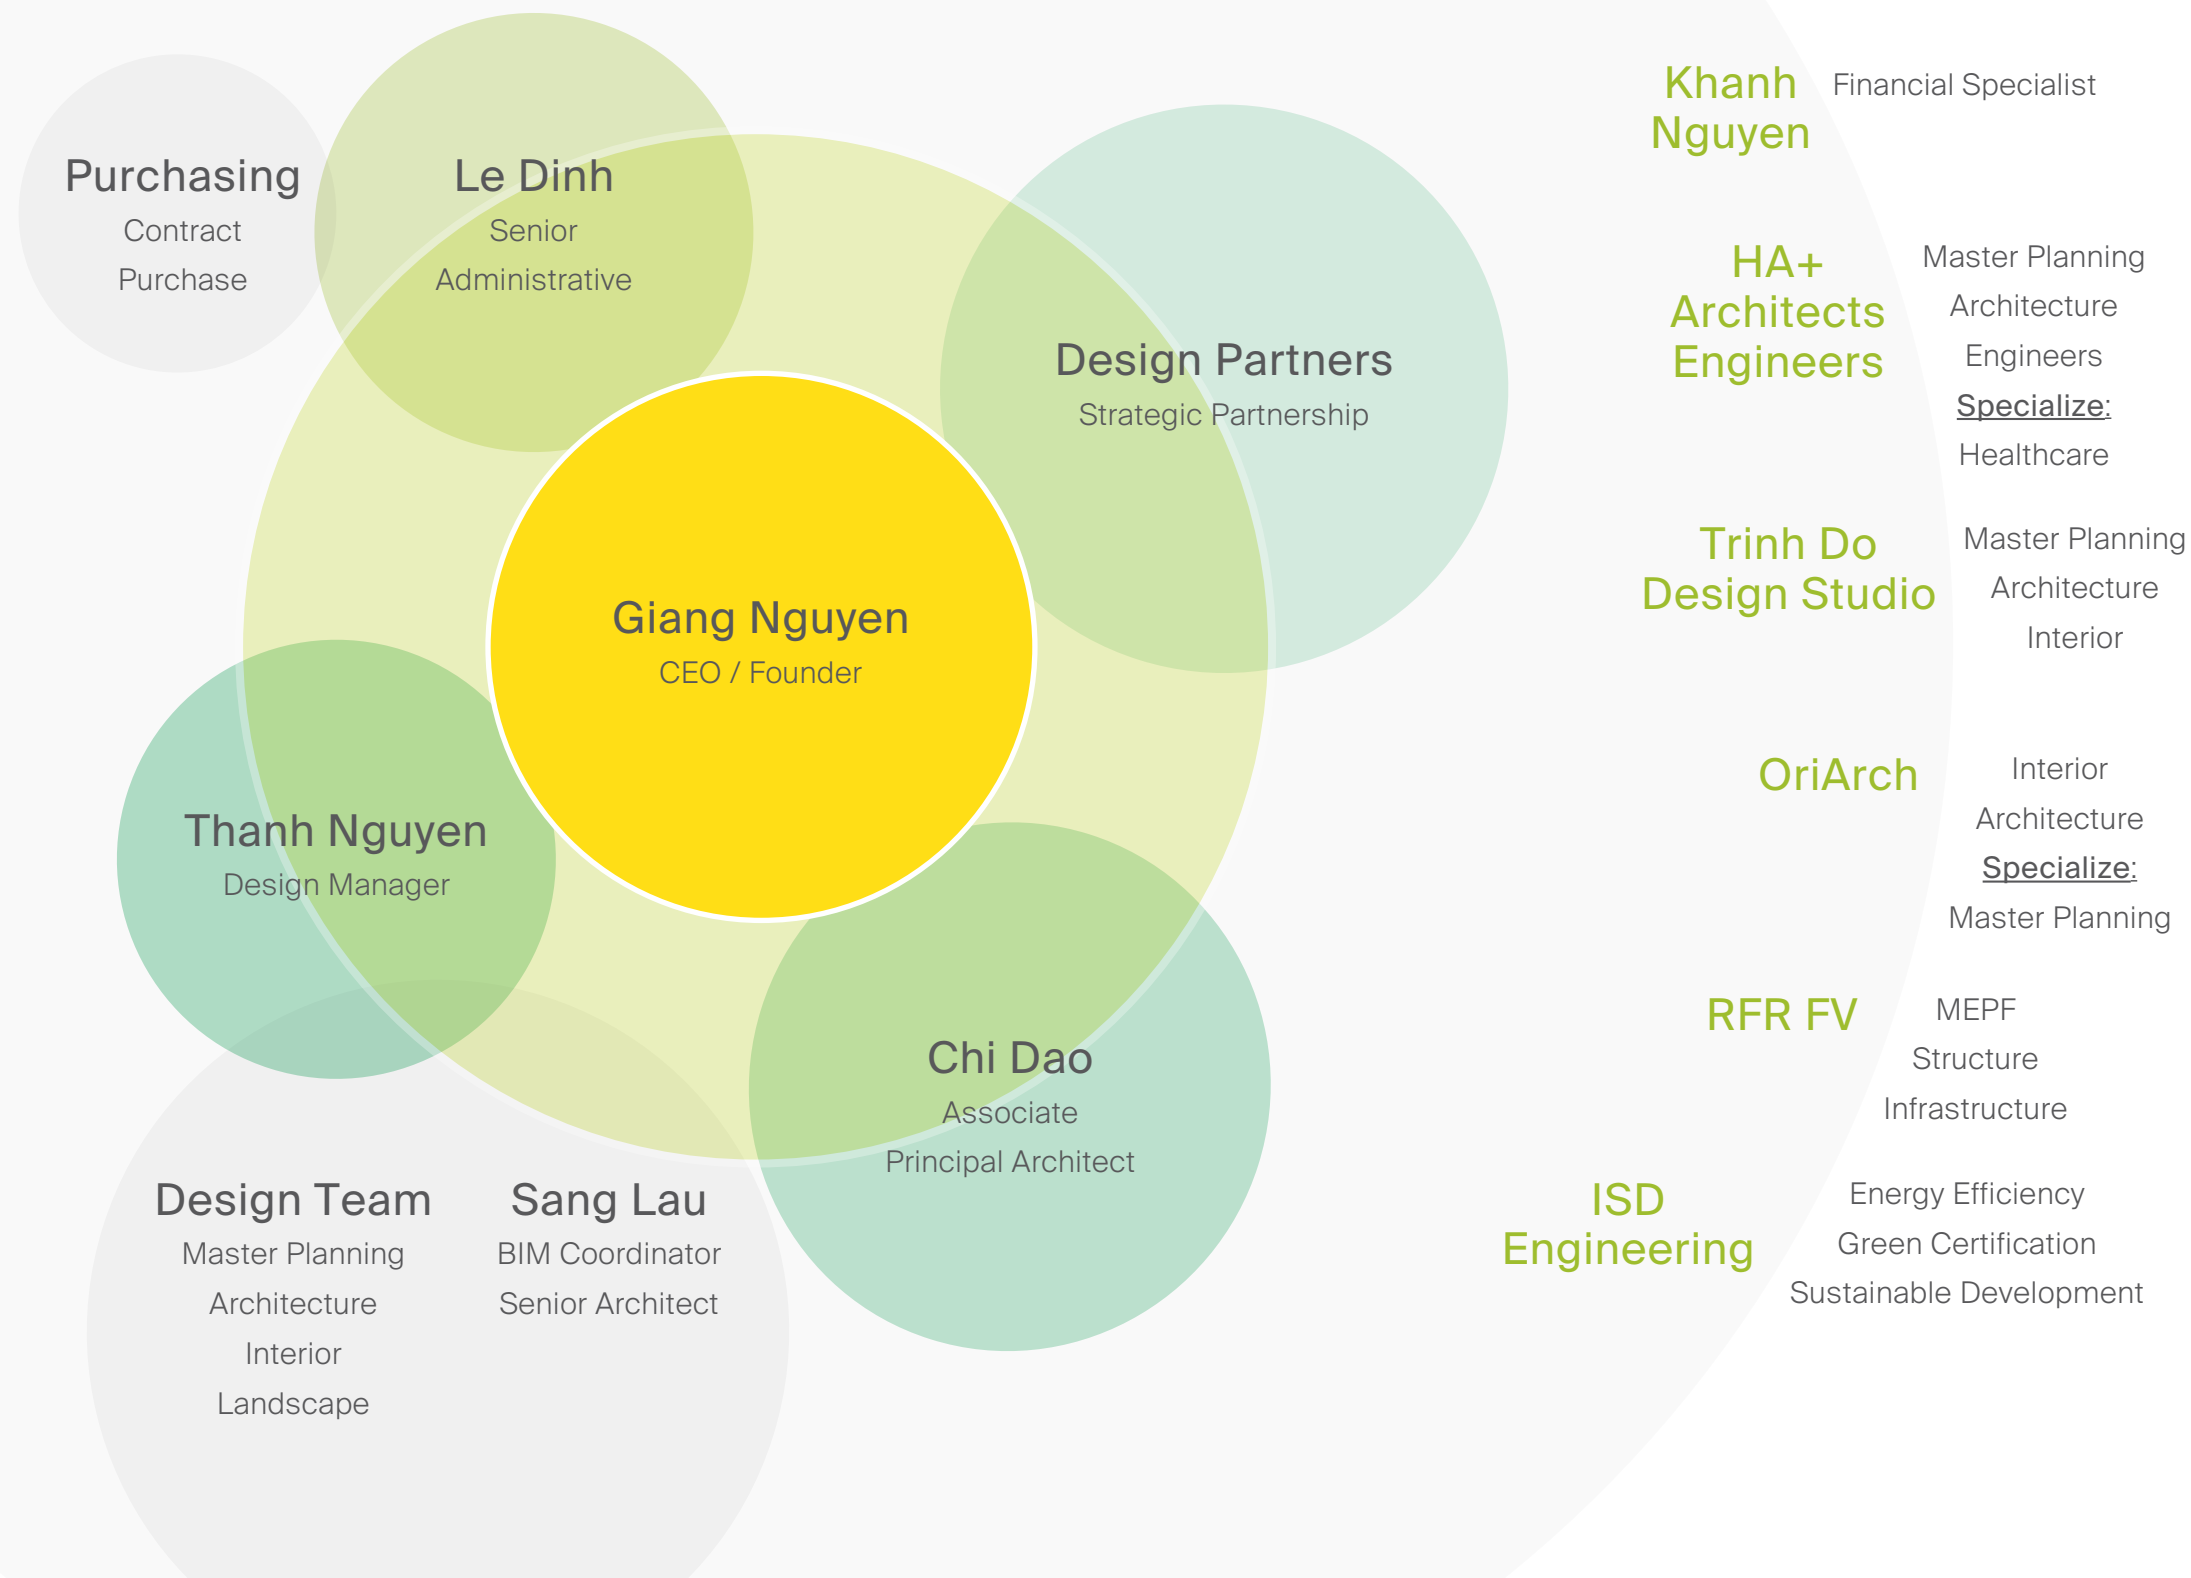 Purchasing
Contract
Purchase
Le Dinh
Senior
Administrative
Design Partners
Strategic Partnership
Giang Nguyen
CEO / Founder
Thanh Nguyen
Design Manager
Chi Dao
Associate
Principal Architect
Design Team
Master Planning
Architecture
Interior
Landscape
Sang Lau
BIM Coordinator
Senior Architect
Khanh
Nguyen
Financial Specialist
HA+
Architects
Engineers
Master Planning
Architecture
Engineers
Specialize:
Healthcare
Trinh Do
Design Studio
Master Planning
Architecture
Interior
OriArch
Interior
Architecture
Specialize:
Master Planning
RFR FV
MEPF
Structure
Infrastructure
ISD
Engineering
Energy Efficiency
Green Certification
Sustainable Development